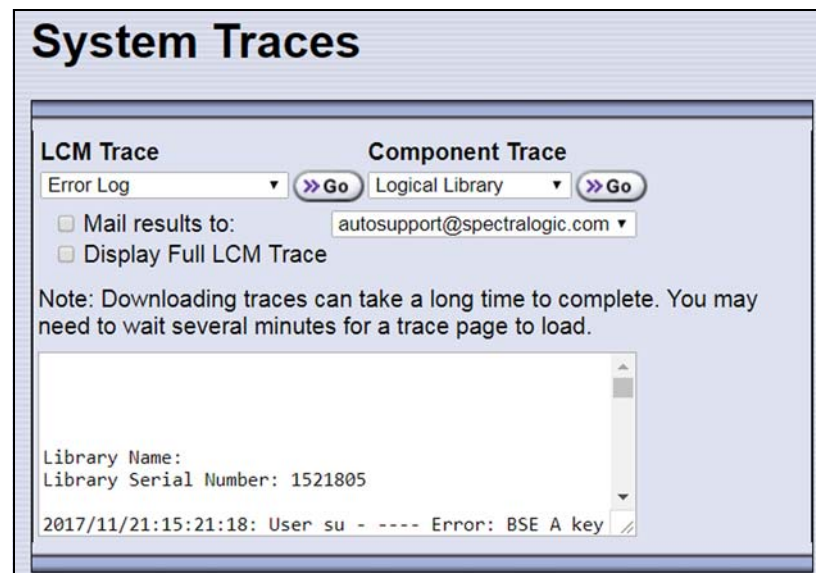 System Traces
LCM Trace Component Trace
Error Log Go Logical Library Go
Mail results to: autosupport@spectralogic.com
Display Full LCM Trace
Note: Downloading traces can take a long time to complete. You may
need to wait several minutes for a trace page to load.
Library Name:
Library Serial Number: 1521805
2017/11/21:15:21:18: User su - ---- Error: BSE A key